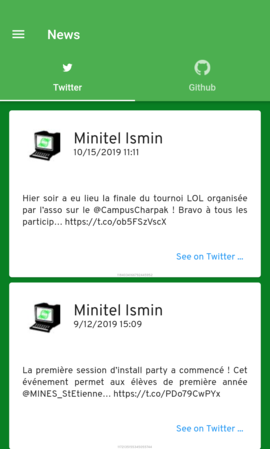 News
Twitter
Github
Minitel Ismin
10/15/2019 11:11
Hier soir a eu lieu la finale du tournoi LOL organisée
par l'asso sur le @CampusCharpak ! Bravo à tous les
particip… https://t.co/ob5FSzVscX
See on Twitter ...
Minitel Ismin
9/12/2019 15:09
La première session d'install party a commencé ! Cet
événement permet aux élèves de première année
@MINES_StEtienne… https://t.co/PDo79CwPYx
See on Twitter ...